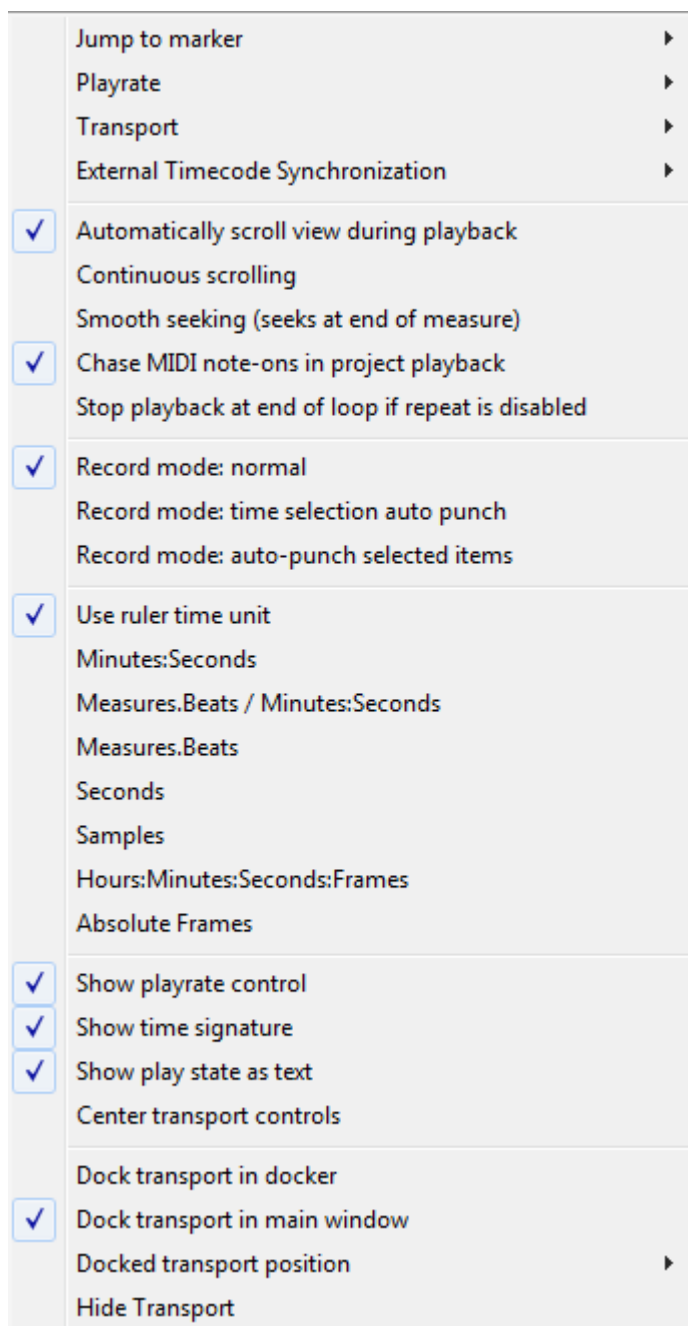 Jump to marker
Playrate
Transport
External Timecode Synchronization
Automatically scroll view during playback
Continuous scrolling
Smooth seeking (seeks at end of measure)
Chase MIDI note-ons in project playback
Stop playback at end of loop if repeat is disabled
Record mode: normal
Record mode: time selection auto punch
Record mode: auto-punch selected items
Use ruler time unit
Minutes:Seconds
Measures.Beats / Minutes:Seconds
Measures.Beats
Seconds
Samples
Hours:Minutes:Seconds:Frames
Absolute Frames
Show playrate control
Show time signature
Show play state as text
Center transport controls
Dock transport in docker
Dock transport in main window
Docked transport position
Hide Transport